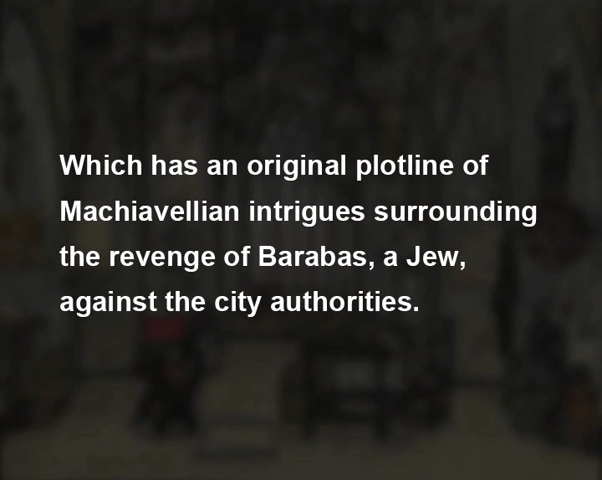 Which has an original plotline of
Machiavellian intrigues surrounding
the revenge of Barabas, a Jew,
against the city authorities.